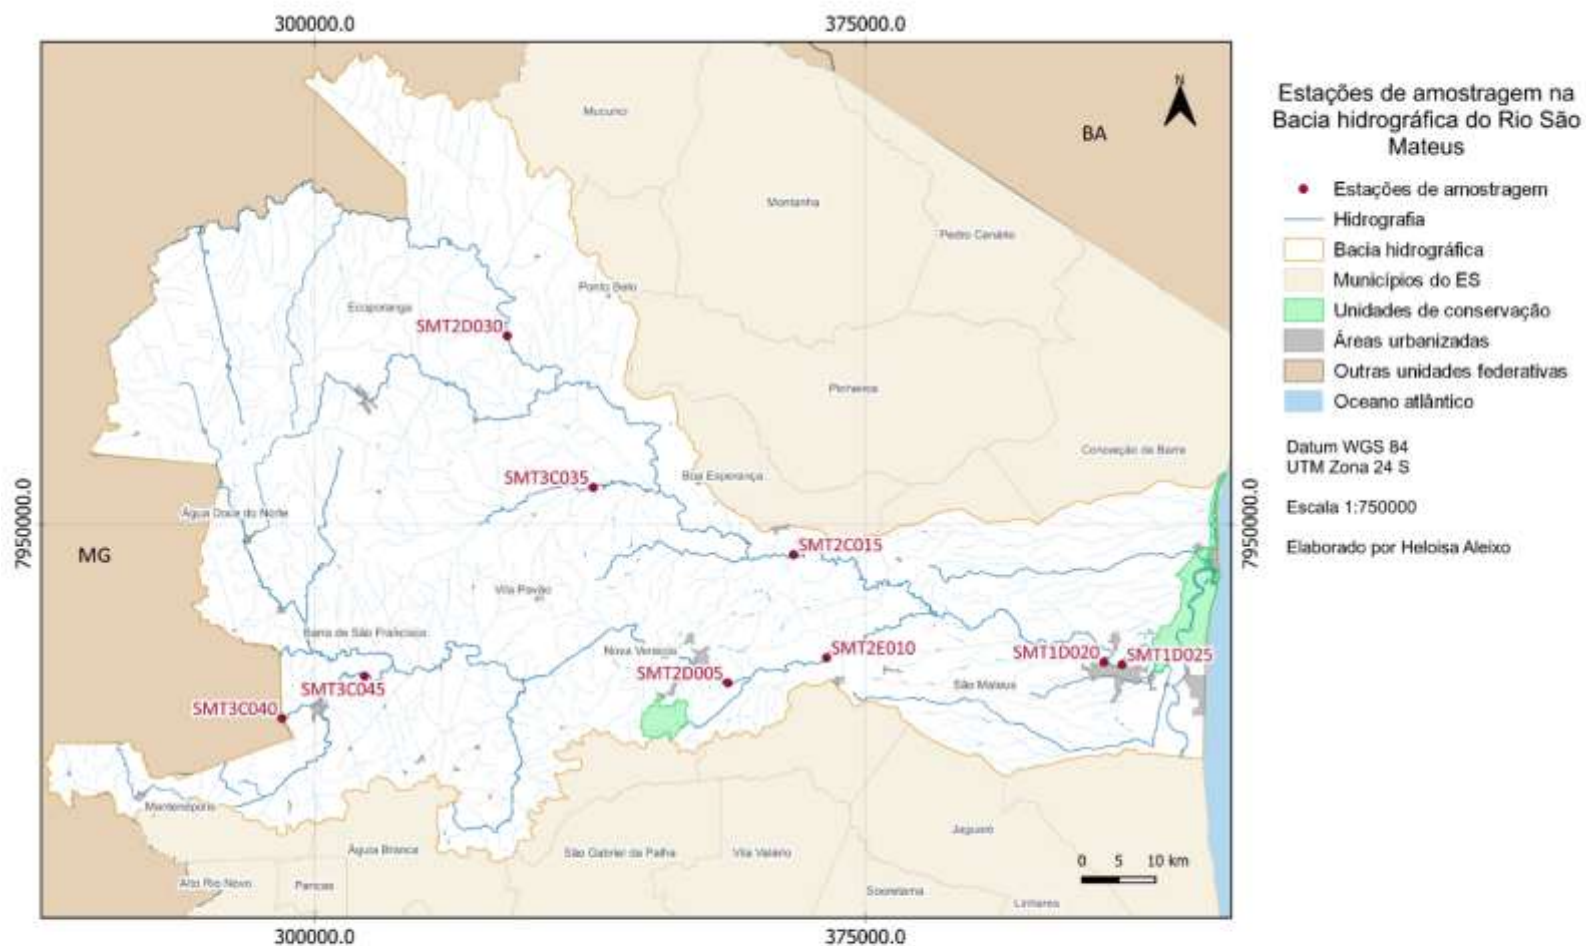 300000.0
375000.0
Mucurici
BA
N
Montanha
Pedro Canário
Ponto Belo
Ecoporanga
SMT2D030
Pinheiros
Conceição da Barra
SMT3C035
Boa Esperança
7950000.0
7950000.0
Água Doce do Norte
MG
SMT2C015
Vila Pavão
Barra de São Francisco
Nova Venécia
SMT2E010
SMT1D020
SMT1D025
SMT2D005
SMT3C045
São Mateus
SMT3C040
Mantenópolis
Jaguaré
Águia Branca
São Gabriel da Palha
Vila Valério
0 5 10 km
Alto Rio Novo
Pancas
Sooretama
Linhares
300000.0
375000.0
Estações de amostragem na
Bacia hidrográfica do Rio São
Mateus
Estações de amostragem
Hidrografia
Bacia hidrográfica
Municípios do ES
Unidades de conservação
Áreas urbanizadas
Outras unidades federativas
Oceano atlântico
Datum WGS 84
UTM Zona 24 S
Escala 1:750000
Elaborado por Heloisa Aleixo